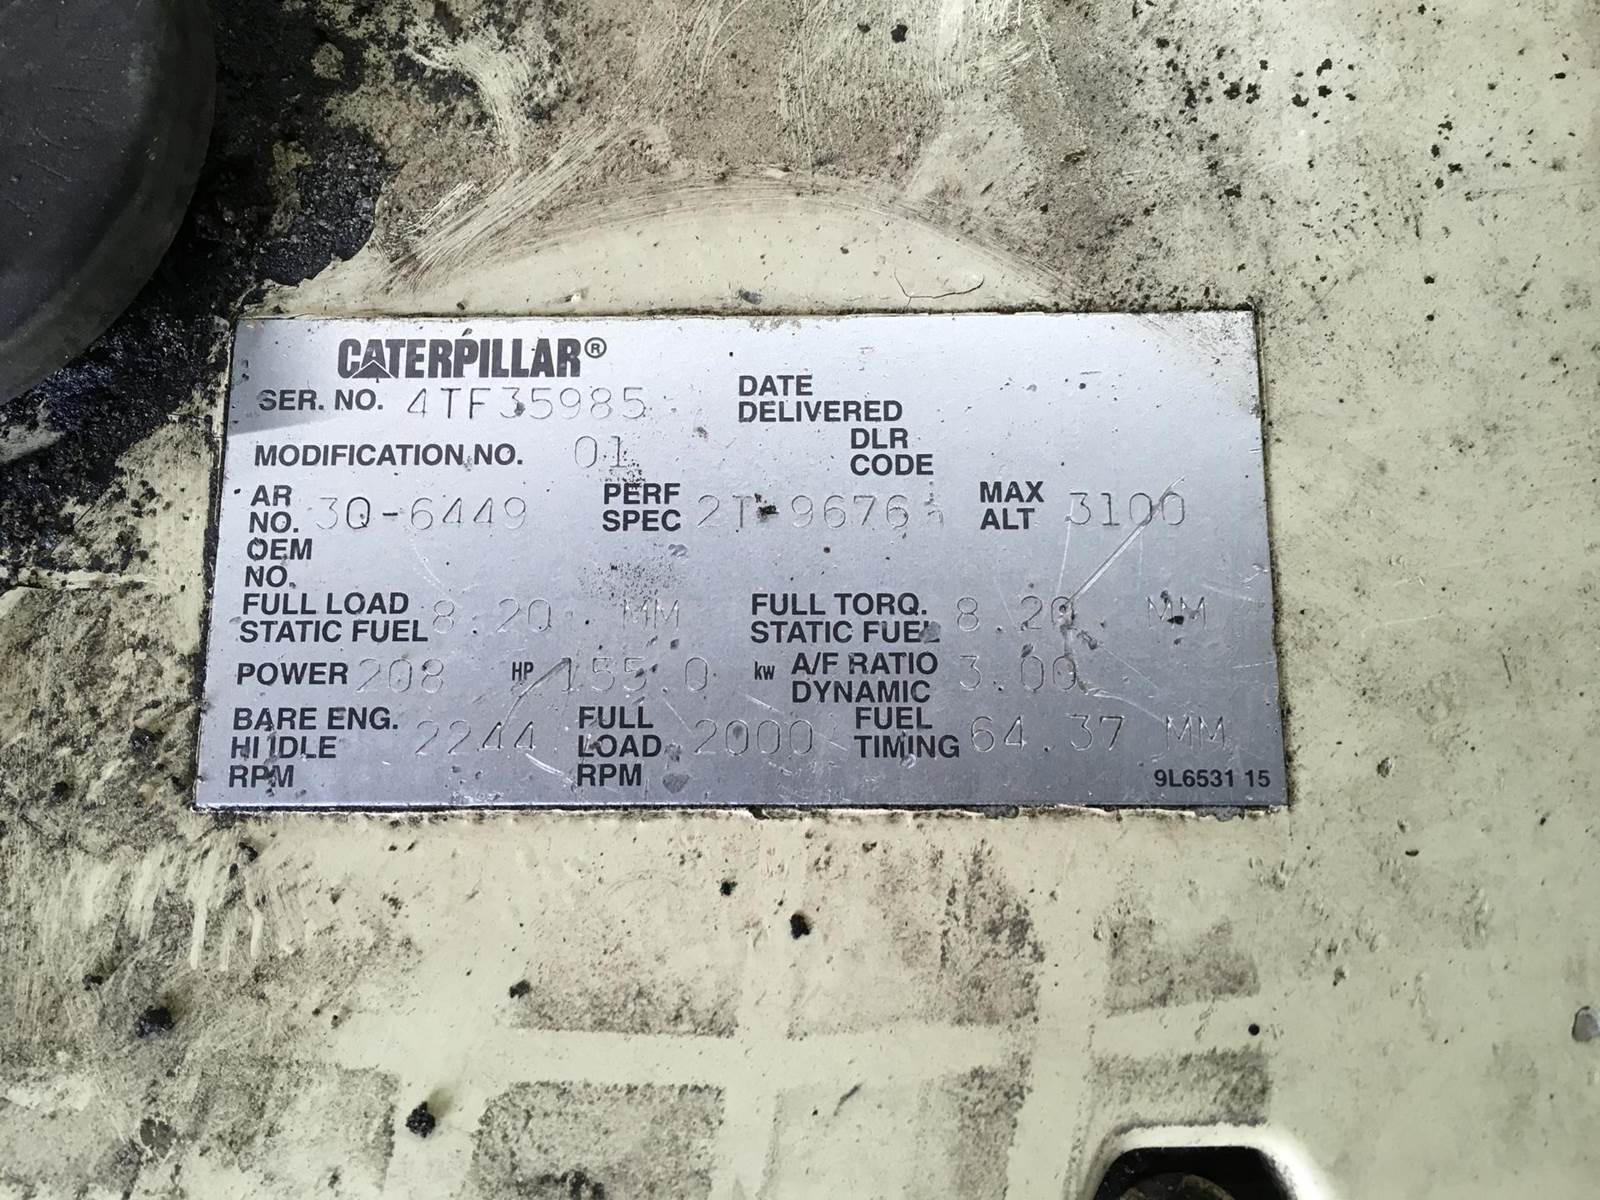 CATERPILLAR®
SER. NO. 4TF35985
DATE
DELIVERED
MODIFICATION NO. 01
DLR
CODE
AR
NO. 3Q-6449
PERF
SPEC 2T-9676
MAX
ALT 3100
OEM
NO.
FULL LOAD
STATIC FUEL 8.20 MM
FULL TORQ.
STATIC FUEL 8.20 MM
POWER 208 HP 155.0 kw
A/F RATIO
DYNAMIC 3.00
BARE ENG.
HI IDLE 2244
RPM
FULL
LOAD 2000
RPM
FUEL
TIMING 64.37 MM
9L6531 15